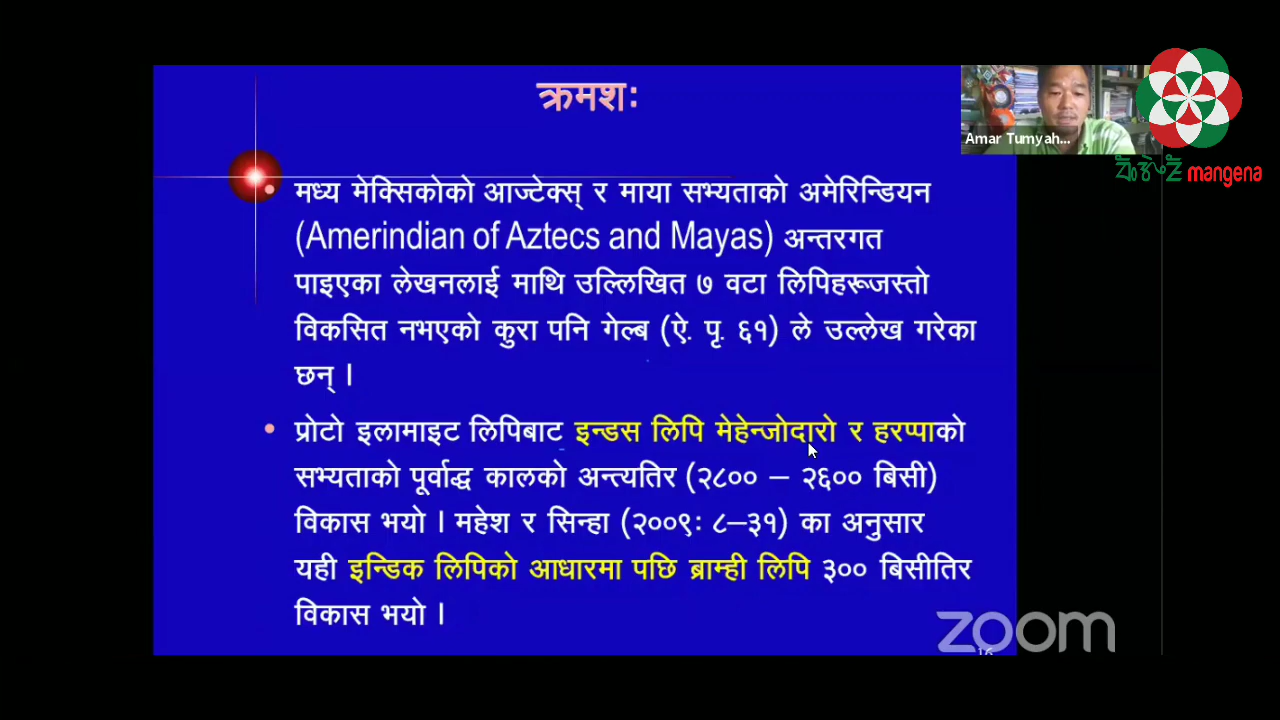 क्रमशः
मध्य मेक्सिकोको आज्टेक्स् र माया सभ्यताको अमेरिन्डियन
(Amerindian of Aztecs and Mayas) अन्तरगत
पाइएका लेखनलाई माथि उल्लिखित ७ वटा लिपिहरूजस्तो
विकसित नभएको कुरा पनि गेल्ब (ऐ. पृ. ६१) ले उल्लेख गरेका
छन् ।
प्रोटो इलामाइट लिपिबाट इन्डस लिपि मेहेन्जोदारो र हरप्पाको
सभ्यताको पूर्वाद्ध कालको अन्त्यतिर (२८०० – २६०० बिसी)
विकास भयो । महेश र सिन्हा (२००९ः ८–३१) का अनुसार
यही इन्डिक लिपिको आधारमा पछि ब्राम्ही लिपि ३०० बिसीतिर
विकास भयो ।
16
Amar Tumyah...
mangena
zoom